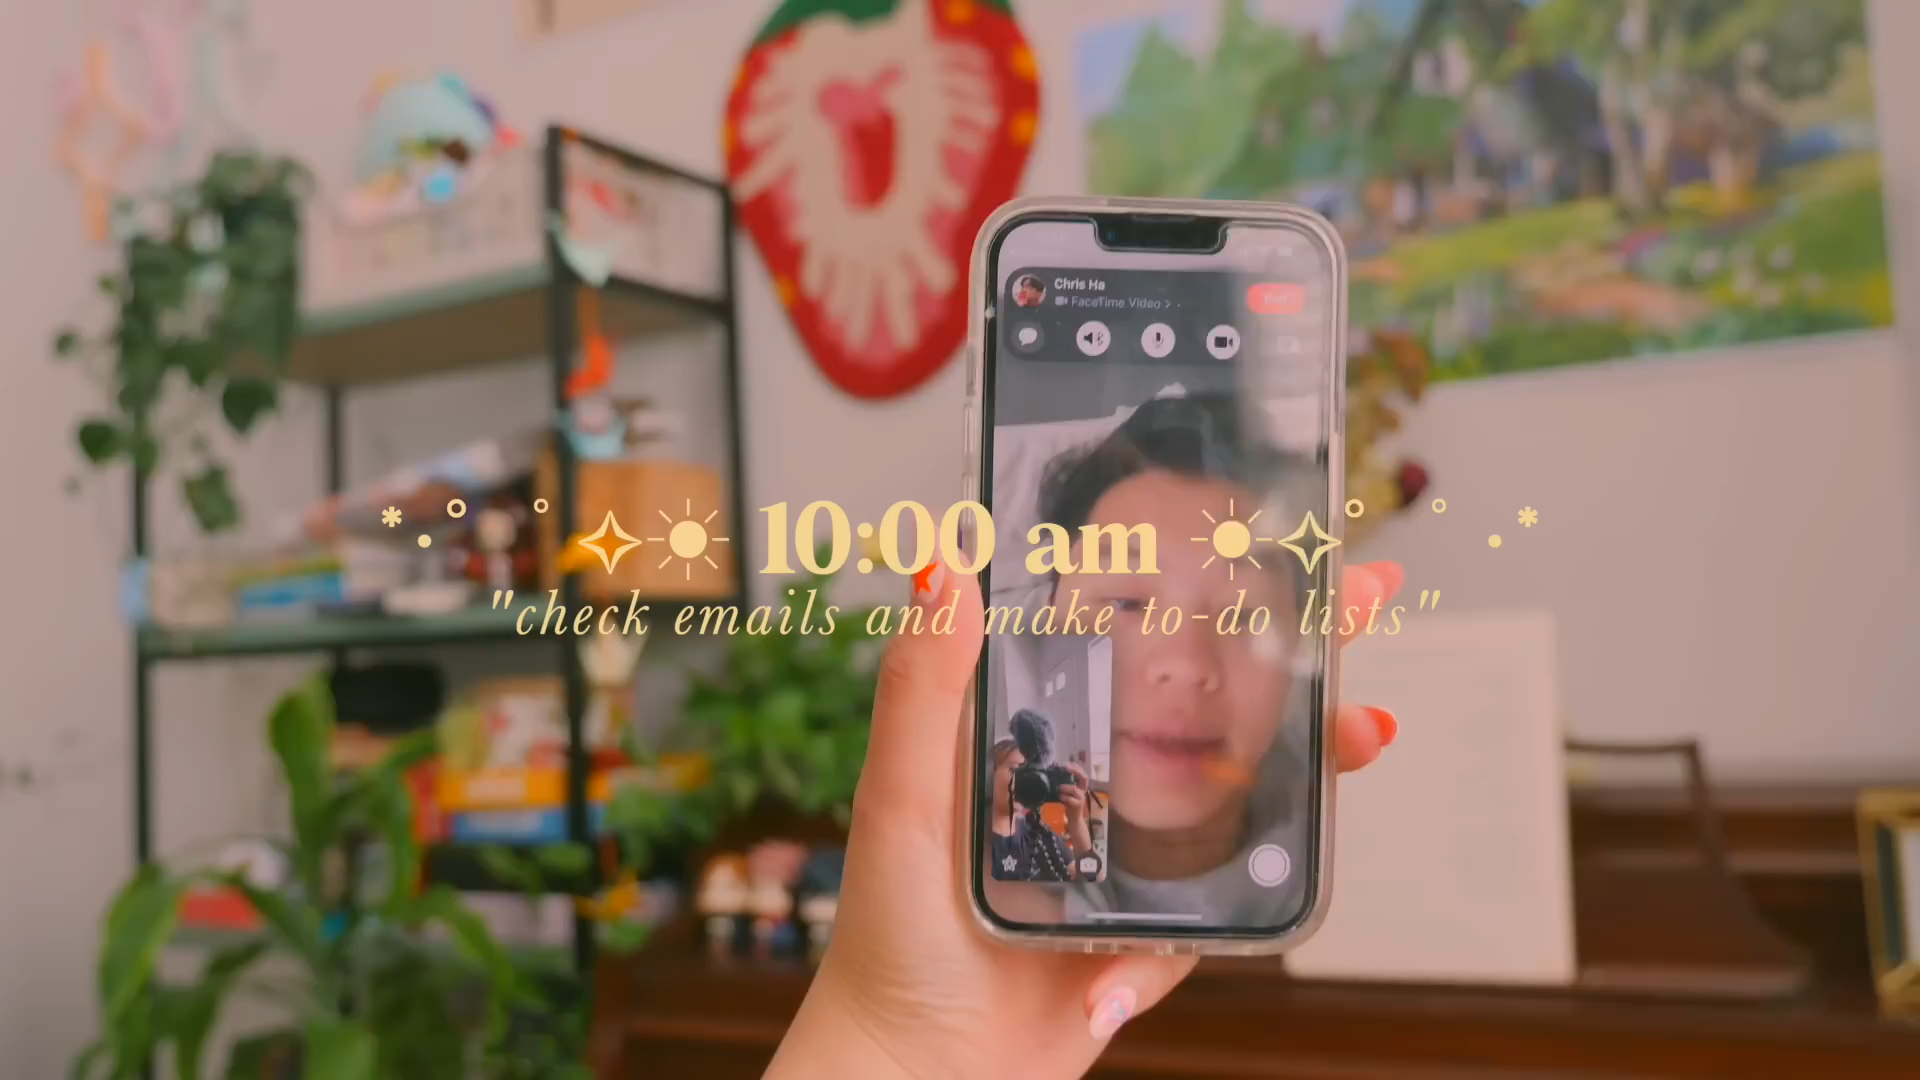 Chris Ha
FaceTime Video >
10:00 am
"check emails and make to-do lists"